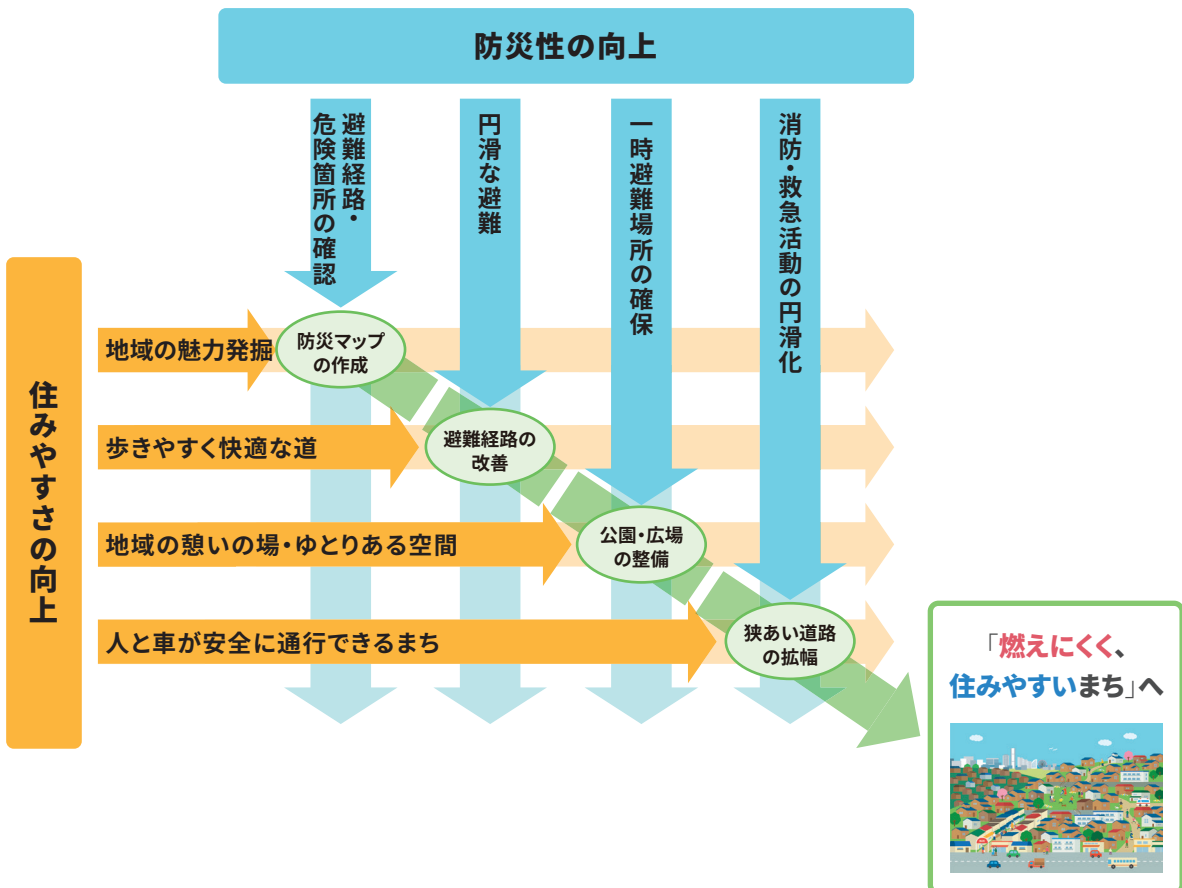 防災性の向上
避難経路・
危険箇所の確認
円滑な避難
一時避難場所の確保
消防・救急活動の円滑化
住みやすさの向上
地域の魅力発掘
防災マップ
の作成
歩きやすく快適な道
避難経路の
改善
地域の憩いの場・ゆとりある空間
公園・広場
の整備
人と車が安全に通行できるまち
狭あい道路
の拡幅
「燃えにくく、
住みやすいまち」へ